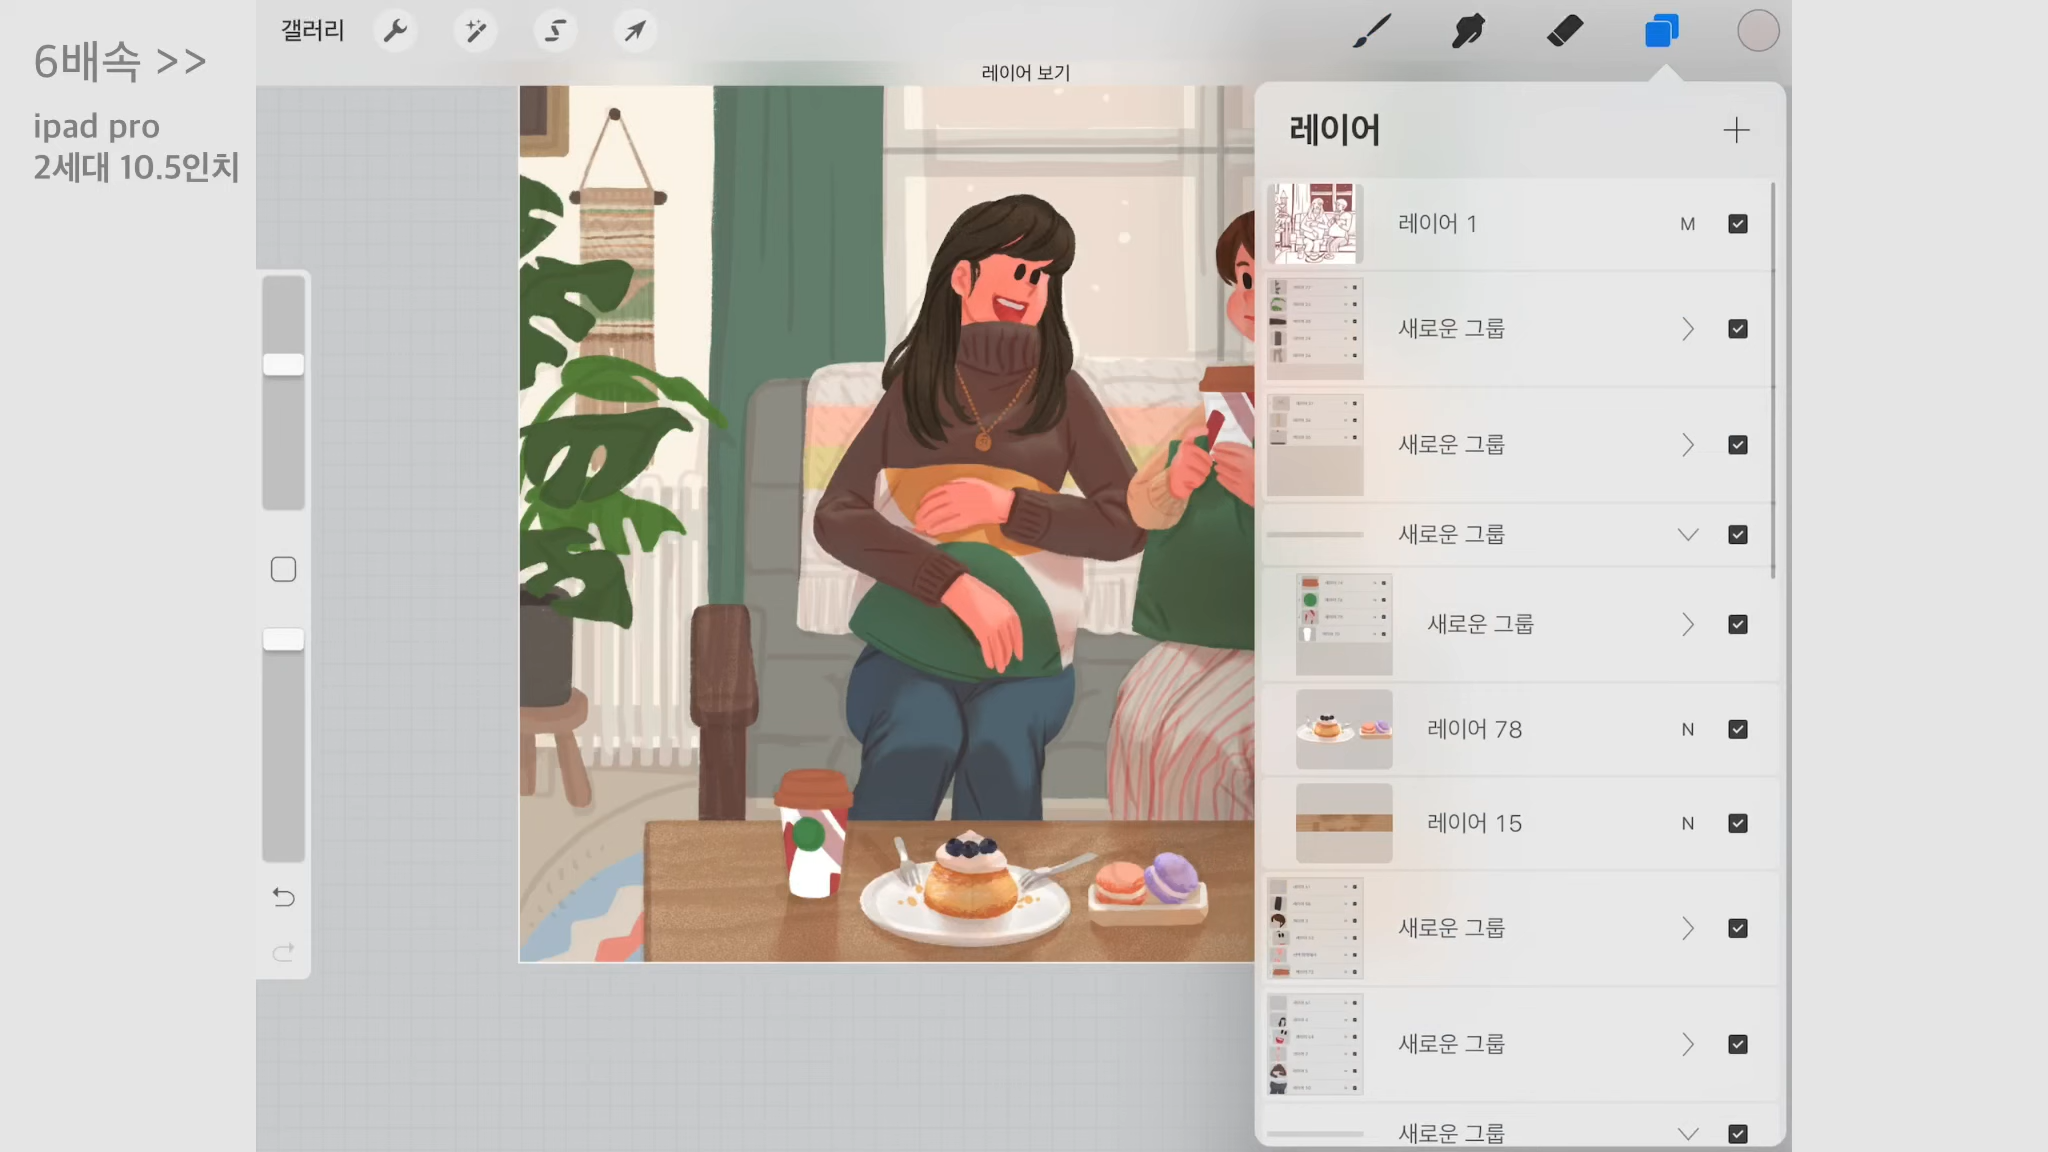 6배속 >>
ipad pro
2세대 10.5인치
갤러리
레이어 보기
레이어
레이어 1 M
새로운 그룹
새로운 그룹
새로운 그룹
새로운 그룹
레이어 78 N
레이어 15 N
새로운 그룹
새로운 그룹
새로운 그룹